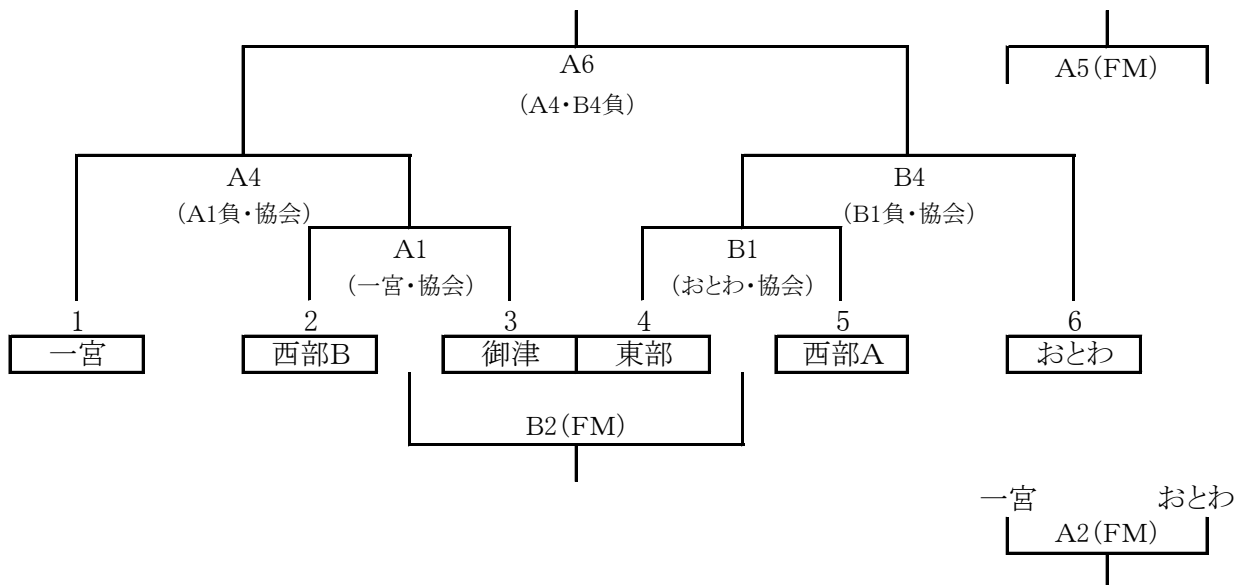 A6
(A4・B4負)
A5(FM)
A4
(A1負・協会)
B4
(B1負・協会)
A1
(一宮・協会)
B1
(おとわ・協会)
1 2 3 4 5 6
一宮 西部B 御津 東部 西部A おとわ
B2(FM)
一宮 おとわ
A2(FM)